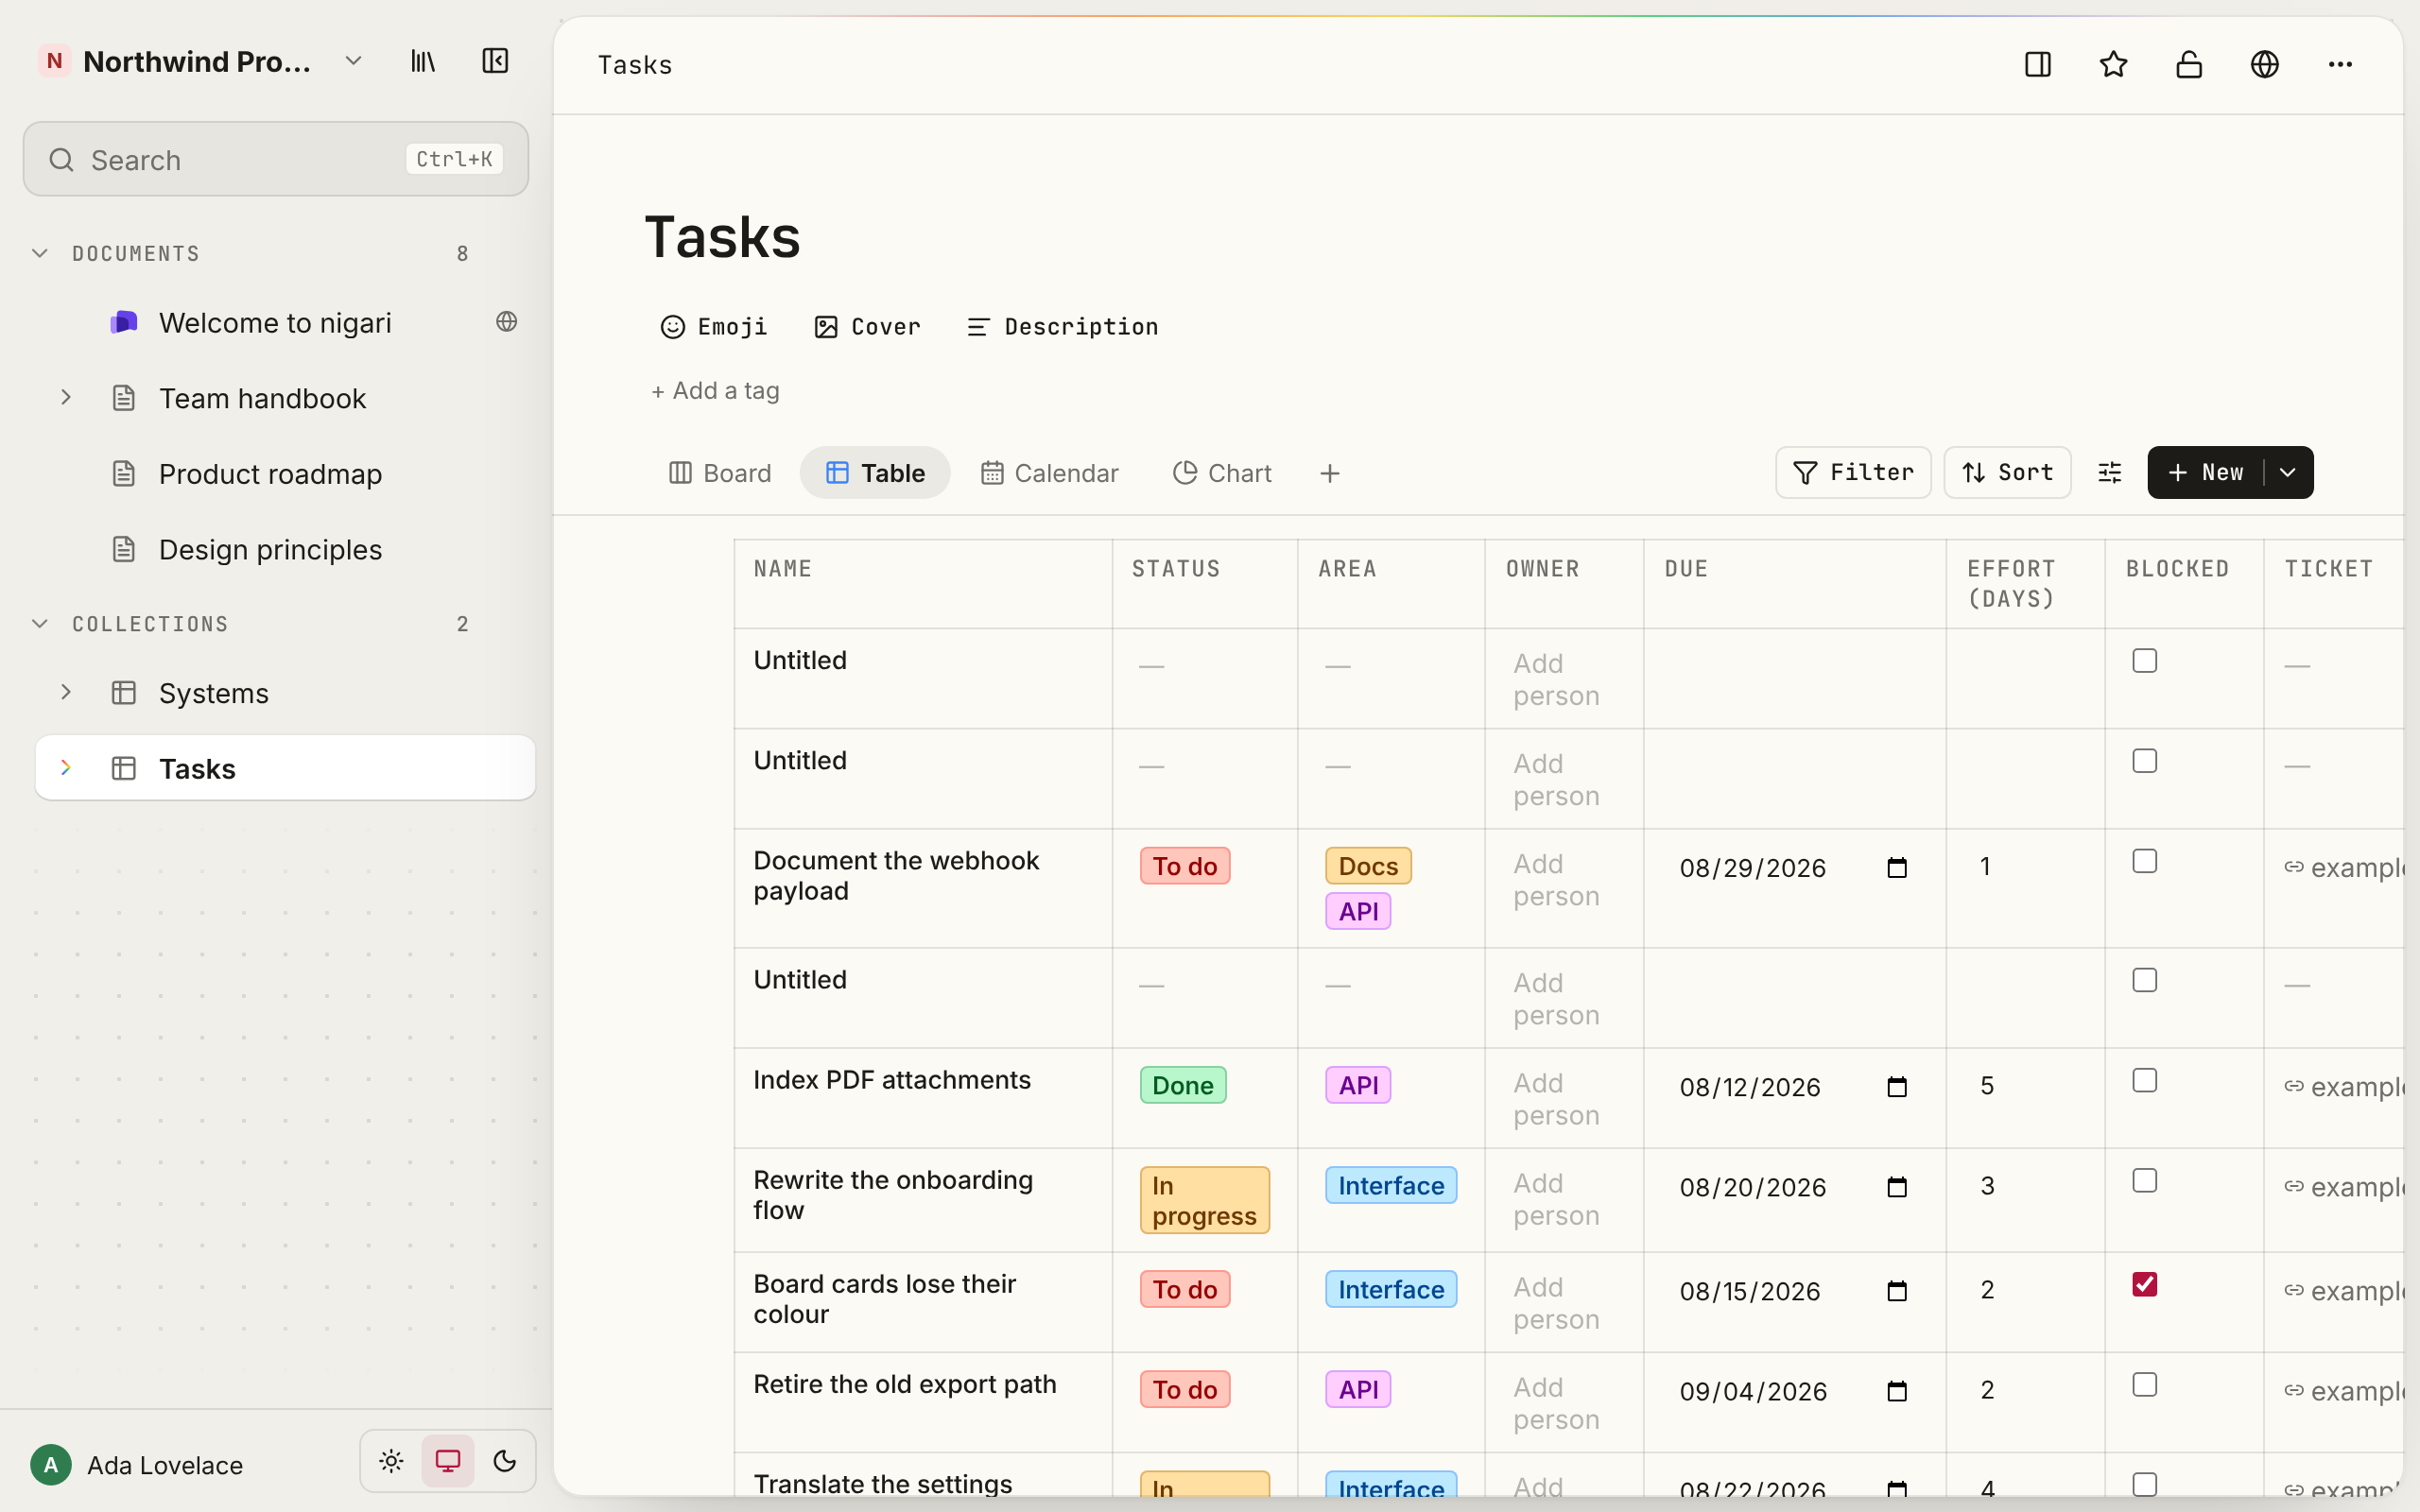 N Northwind Pro...
Search Ctrl+K
DOCUMENTS 8
Welcome to nigari
Team handbook
Product roadmap
Design principles
COLLECTIONS 2
Systems
Tasks
A Ada Lovelace
Tasks
Tasks
Emoji Cover Description
+ Add a tag
Board Table Calendar Chart +
Filter Sort + New
NAME STATUS AREA OWNER DUE EFFORT (DAYS) BLOCKED TICKET
Untitled — — Add person —
Untitled — — Add person —
Document the webhook payload To do Docs API Add person 08/29/2026 1 exampl
Untitled — — Add person —
Index PDF attachments Done API Add person 08/12/2026 5 exampl
Rewrite the onboarding flow In progress Interface Add person 08/20/2026 3 exampl
Board cards lose their colour To do Interface Add person 08/15/2026 2 exampl
Retire the old export path To do API Add person 09/04/2026 2 exampl
Translate the settings In Interface Add 08/22/2026 4 exampl